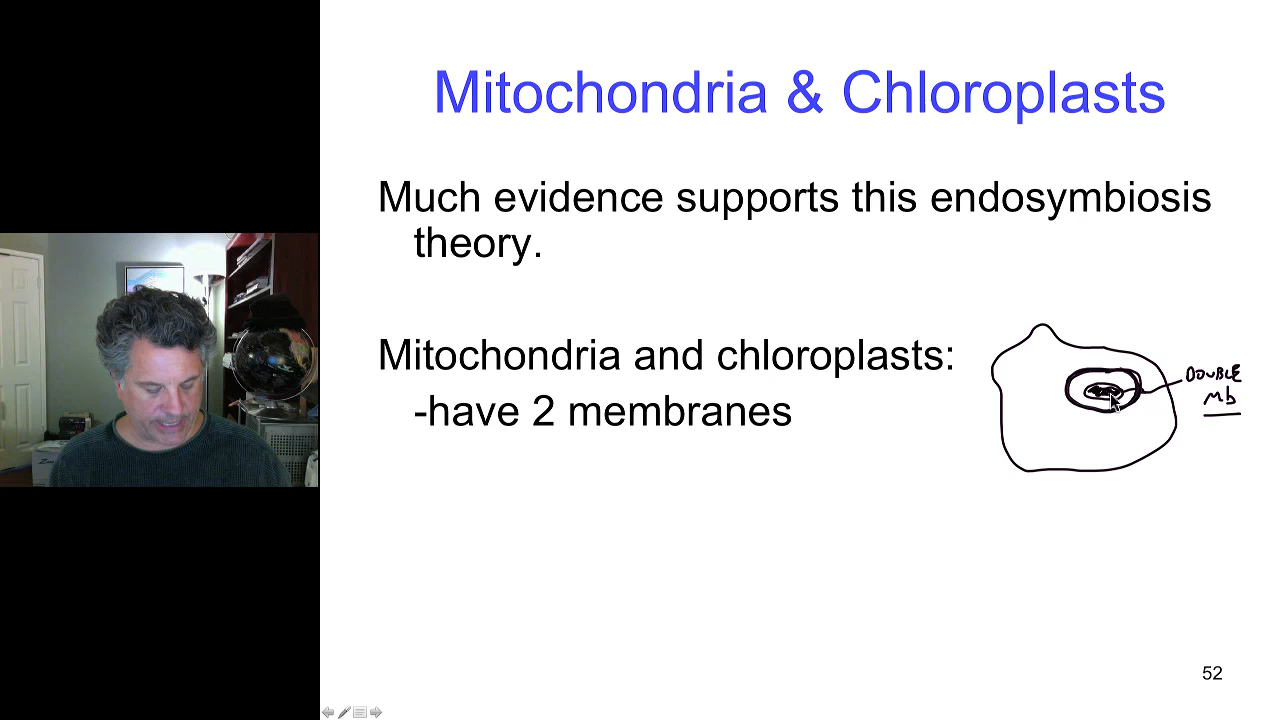 Mitochondria & Chloroplasts
Much evidence supports this endosymbiosis
theory.
Mitochondria and chloroplasts:
-have 2 membranes
DOUBLE
mb
52